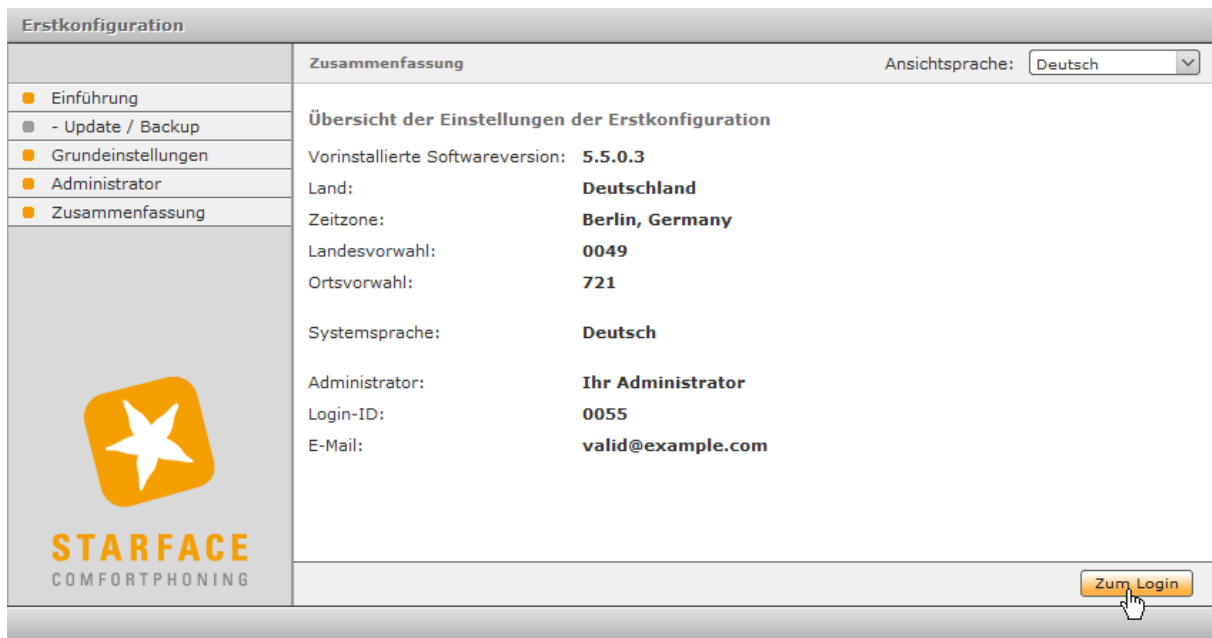 Erstkonfiguration
Zusammenfassung
Ansichtsprache: Deutsch
Einführung
- Update / Backup
Grundeinstellungen
Administrator
Zusammenfassung
Übersicht der Einstellungen der Erstkonfiguration
Vorinstallierte Softwareversion: 5.5.0.3
Land: Deutschland
Zeitzone: Berlin, Germany
Landesvorwahl: 0049
Ortsvorwahl: 721
Systemsprache: Deutsch
Administrator: Ihr Administrator
Login-ID: 0055
E-Mail: valid@example.com
STARFACE
COMFORTPHONING
Zum Login